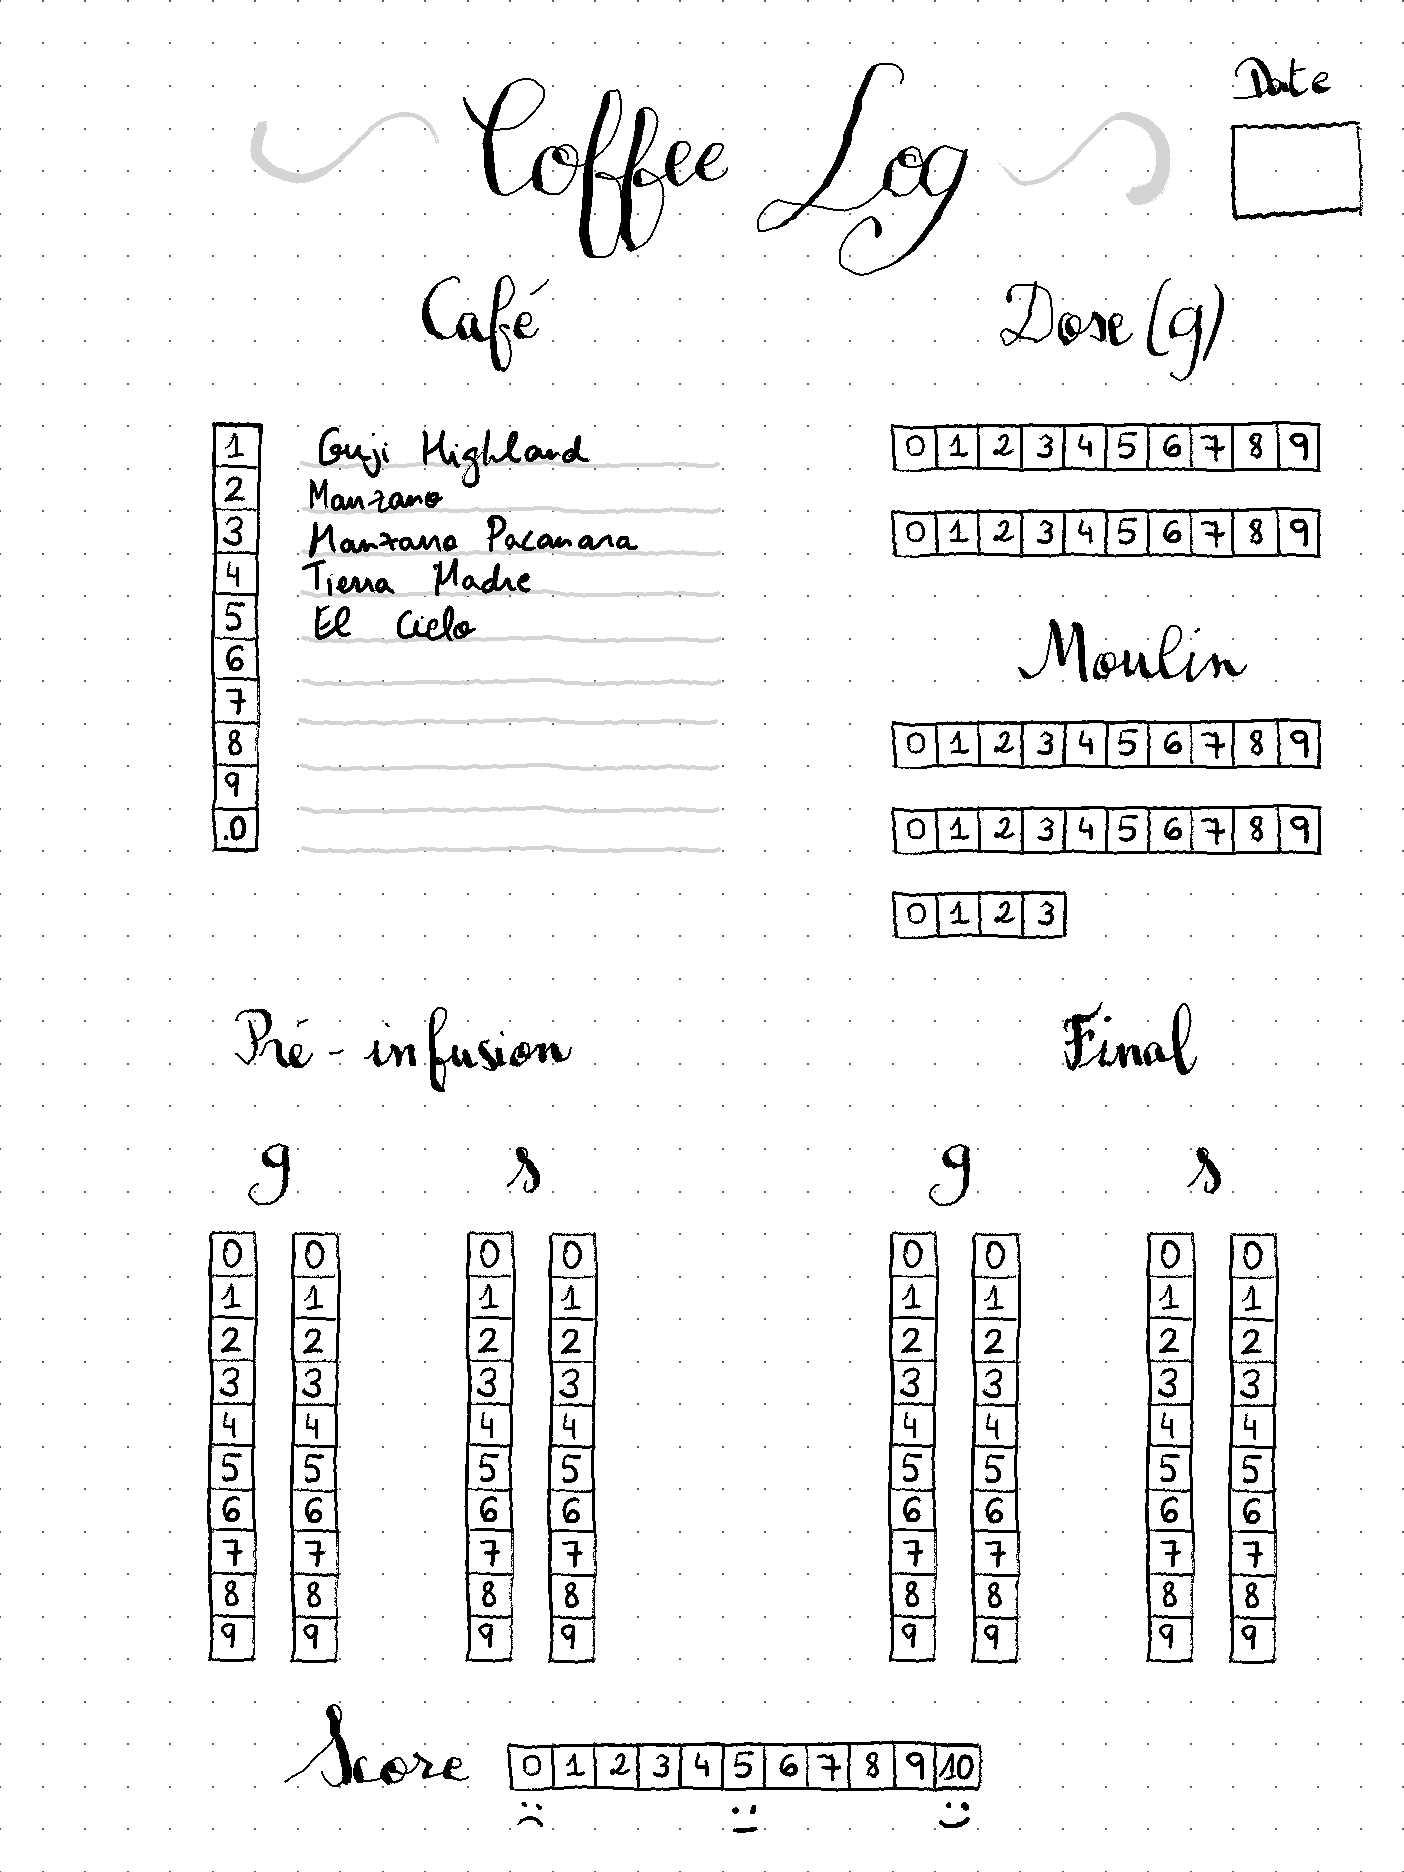 Coffee Log
Date
Café
1 Guji Highland
2 Manzano
3 Manzano Pacamara
4 Tierra Madre
5 El Cielo
6
7
8
9
.0
Dose (g)
0 1 2 3 4 5 6 7 8 9
0 1 2 3 4 5 6 7 8 9
Moulin
0 1 2 3 4 5 6 7 8 9
0 1 2 3 4 5 6 7 8 9
0 1 2 3
Pré-infusion Final
g s g s
0 0 0 0 0 0 0 0
1 1 1 1 1 1 1 1
2 2 2 2 2 2 2 2
3 3 3 3 3 3 3 3
4 4 4 4 4 4 4 4
5 5 5 5 5 5 5 5
6 6 6 6 6 6 6 6
7 7 7 7 7 7 7 7
8 8 8 8 8 8 8 8
9 9 9 9 9 9 9 9
Score 0 1 2 3 4 5 6 7 8 9 10